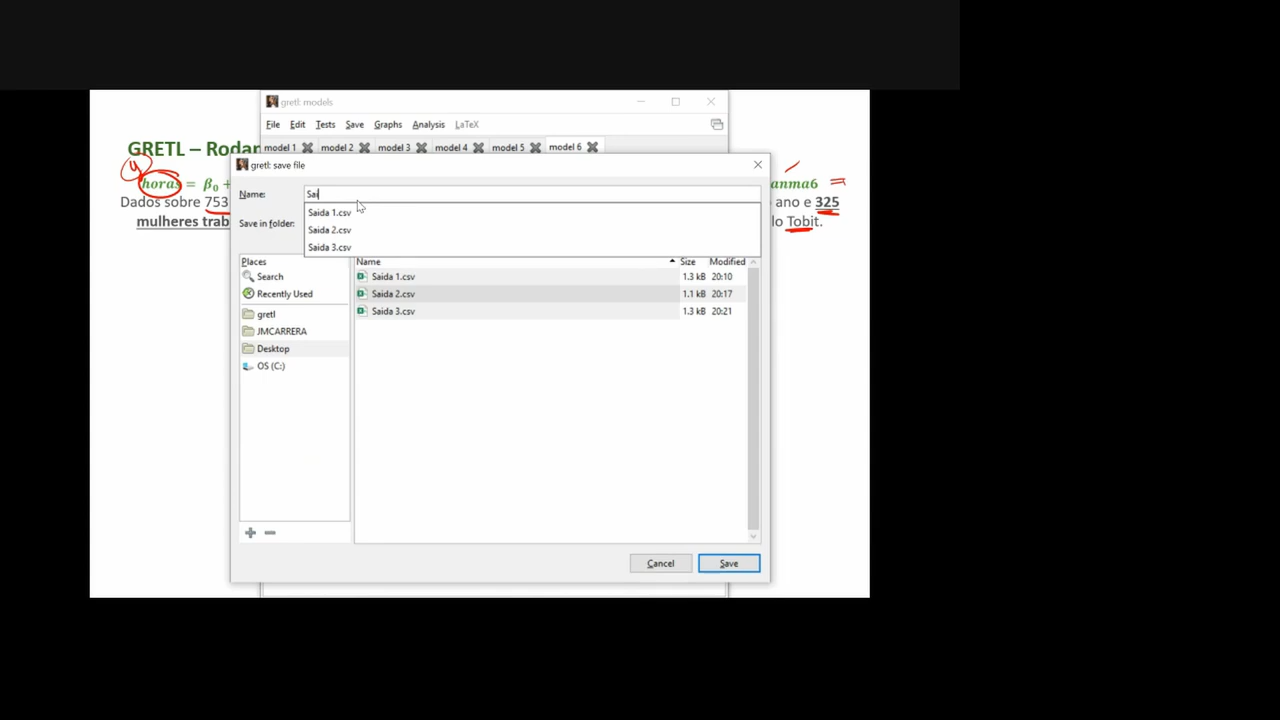 gretl: models
File Edit Tests Save Graphs Analysis LaTeX
GRETL – Rodan
model 1 model 2 model 3 model 4 model 5 model 6
gretl: save file
y
horas = β0 +
anma6 =
Name: Sai
Dados sobre 753
ano e 325
Saida 1.csv
mulheres trab
lo Tobit.
Save in folder:
Saida 2.csv
Saida 3.csv
Places
Name Size Modified
Search
Saida 1.csv 1.3 kB 20:10
Recently Used
Saida 2.csv 1.1 kB 20:17
gretl
Saida 3.csv 1.3 kB 20:21
JMCARRERA
Desktop
OS (C:)
Cancel Save